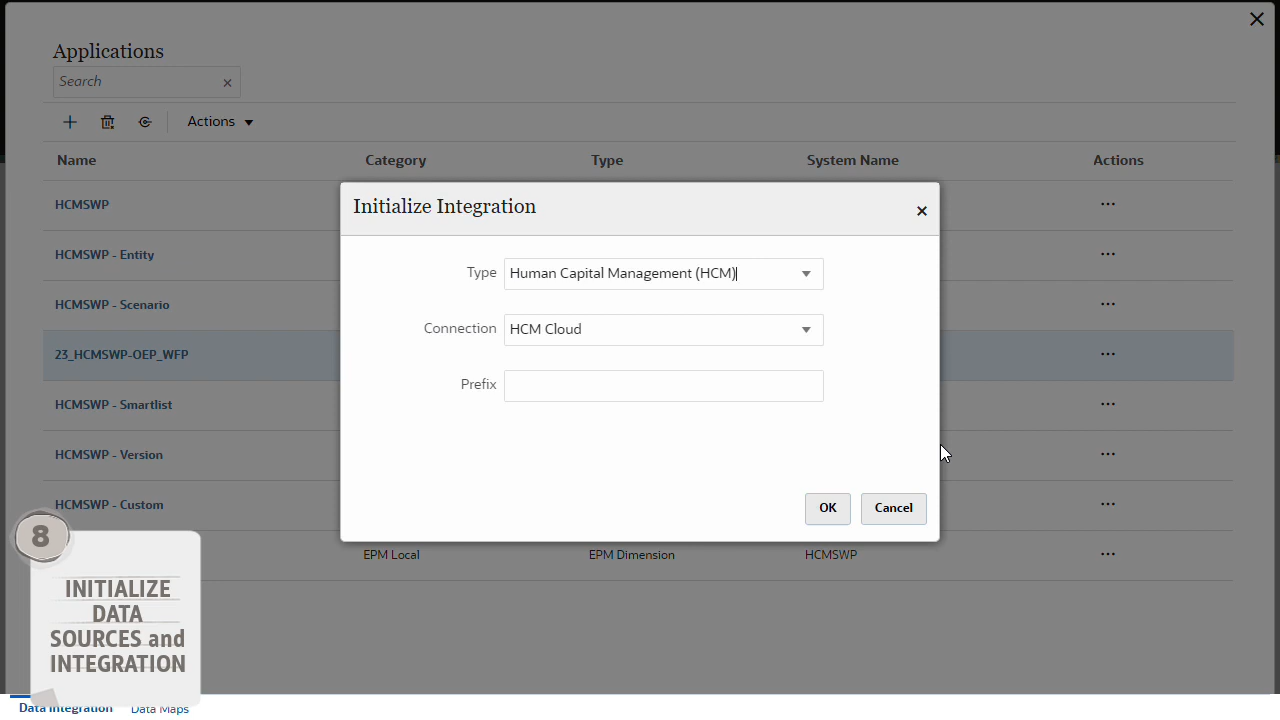 Applications
Search
Actions
Name Category Type System Name Actions
HCMSWP
HCMSWP - Entity
HCMSWP - Scenario
23_HCMSWP-OEP_WFP
HCMSWP - Smartlist
HCMSWP - Version
HCMSWP - Custom
EPM Local EPM Dimension HCMSWP
Initialize Integration
Type Human Capital Management (HCM)
Connection HCM Cloud
Prefix
OK Cancel
8
INITIALIZE
DATA
SOURCES and
INTEGRATION
Data Integration Data Maps